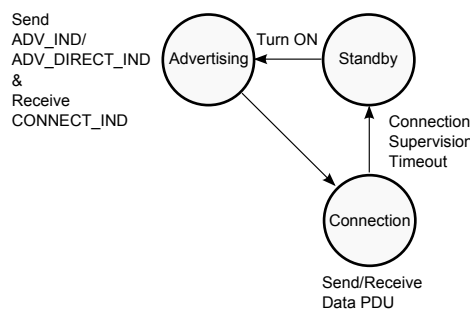 Send
ADV_IND/
ADV_DIRECT_IND
&
Receive
CONNECT_IND
Advertising
Turn ON
Standby
Connection
Supervision
Timeout
Connection
Send/Receive
Data PDU